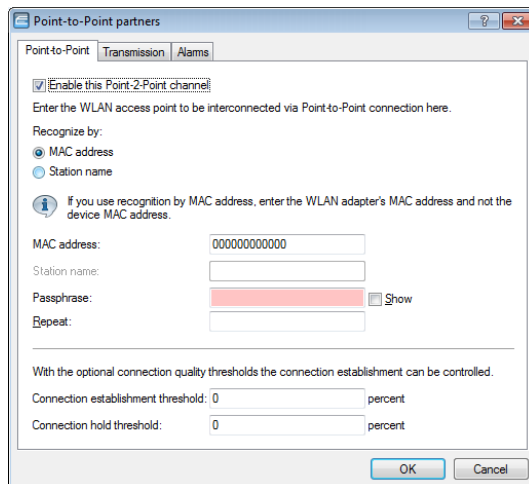 Point-to-Point partners
Point-to-Point Transmission Alarms
Enable this Point-2-Point channel
Enter the WLAN access point to be interconnected via Point-to-Point connection here.
Recognize by:
MAC address
Station name
If you use recognition by MAC address, enter the WLAN adapter's MAC address and not the
device MAC address.
MAC address: 000000000000
Station name:
Passphrase: Show
Repeat:
With the optional connection quality thresholds the connection establishment can be controlled.
Connection establishment threshold: 0 percent
Connection hold threshold: 0 percent
OK Cancel